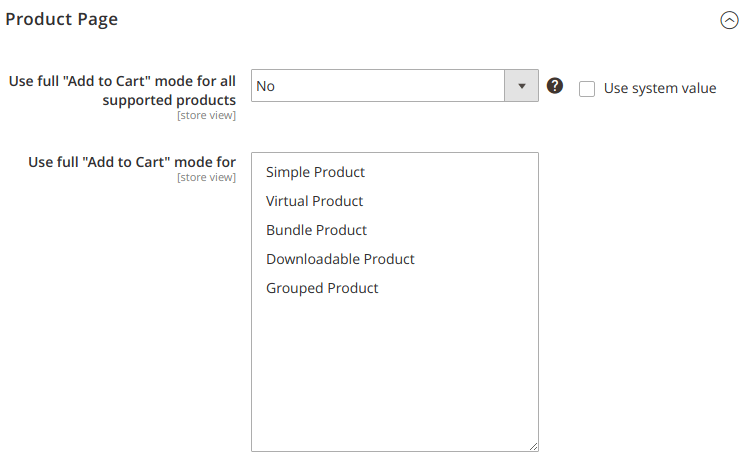 Product Page
Use full "Add to Cart" mode for all
supported products
[store view]
No
Use system value
Use full "Add to Cart" mode for
[store view]
Simple Product
Virtual Product
Bundle Product
Downloadable Product
Grouped Product